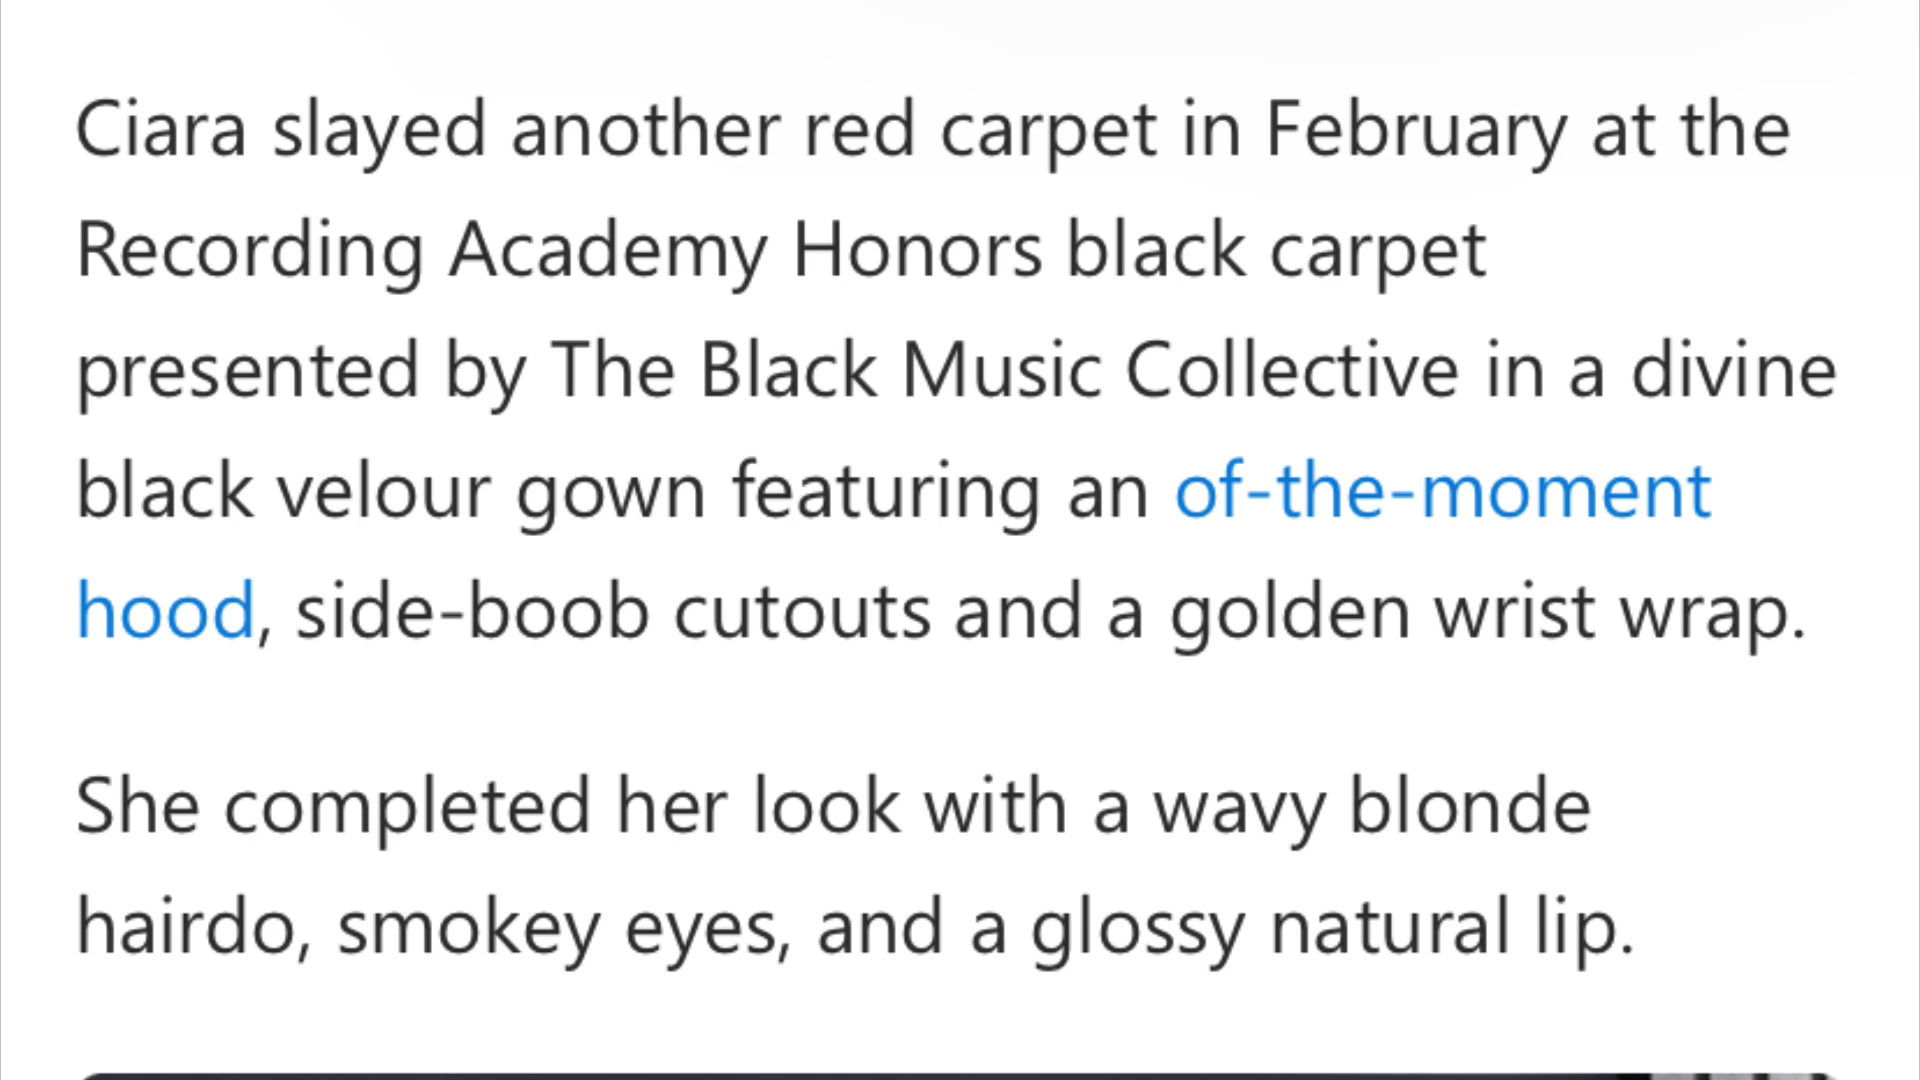 Ciara slayed another red carpet in February at the
Recording Academy Honors black carpet
presented by The Black Music Collective in a divine
black velour gown featuring an of-the-moment
hood, side-boob cutouts and a golden wrist wrap.
She completed her look with a wavy blonde
hairdo, smokey eyes, and a glossy natural lip.